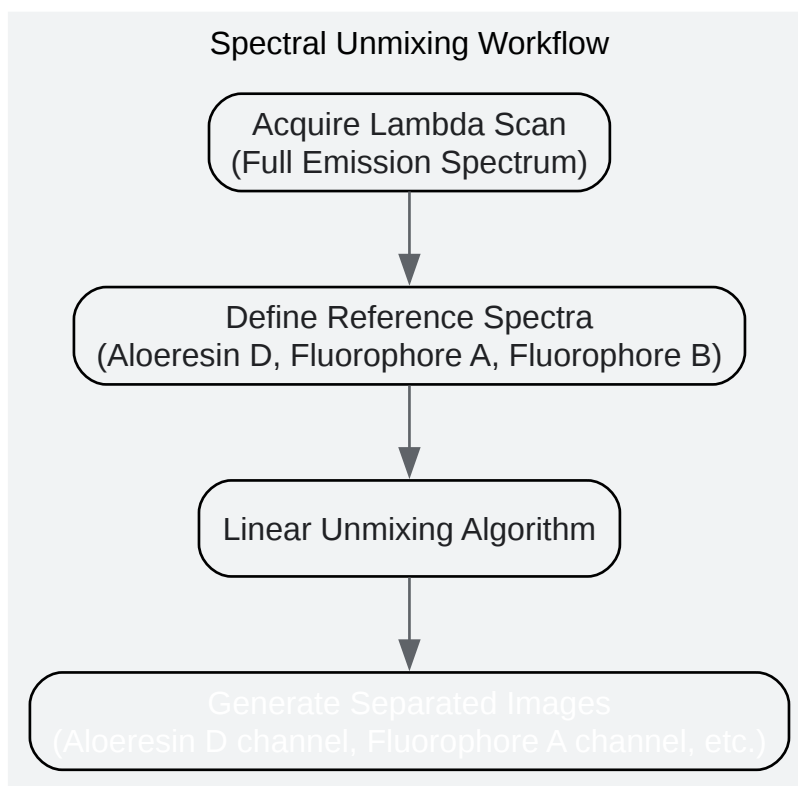 Spectral Unmixing Workflow
Acquire Lambda Scan
(Full Emission Spectrum)
Define Reference Spectra
(Aloeresin D, Fluorophore A, Fluorophore B)
Linear Unmixing Algorithm
Generate Separated Images
(Aloeresin D channel, Fluorophore A channel, etc.)